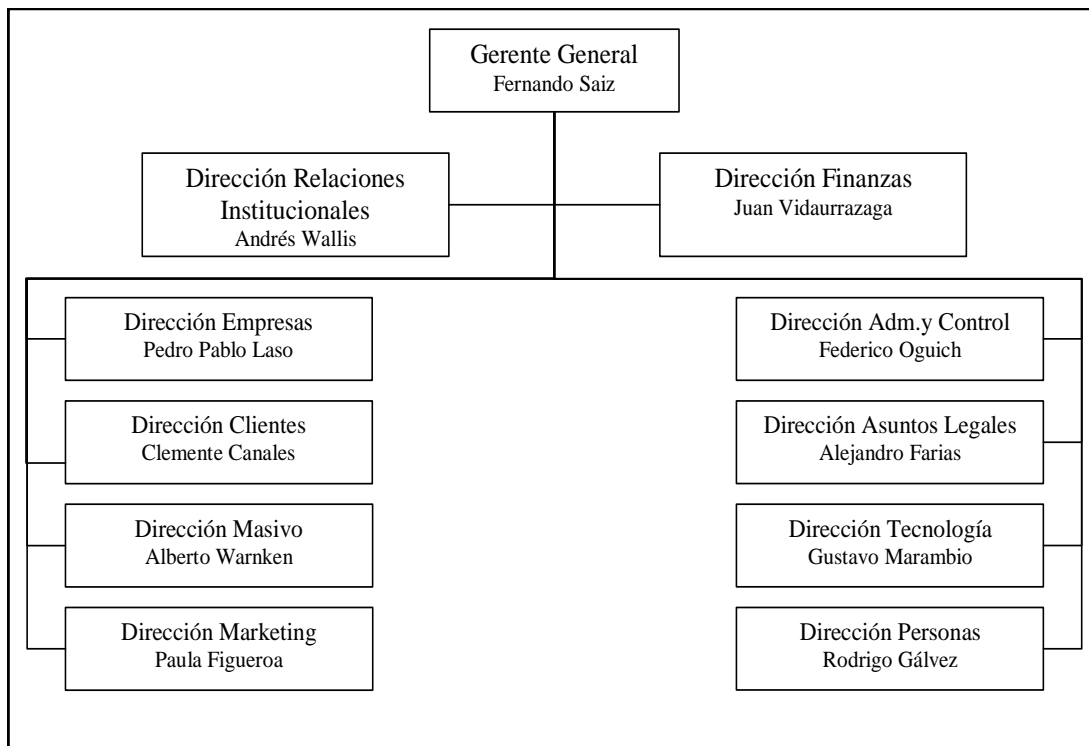 Gerente General
Fernando Saiz
Dirección Relaciones
Institucionales
Andrés Wallis
Dirección Finanzas
Juan Vidaurrazaga
Dirección Empresas
Pedro Pablo Laso
Dirección Adm.y Control
Federico Oguich
Dirección Clientes
Clemente Canales
Dirección Asuntos Legales
Alejandro Farias
Dirección Masivo
Alberto Warnken
Dirección Tecnología
Gustavo Marambio
Dirección Marketing
Paula Figueroa
Dirección Personas
Rodrigo Gálvez